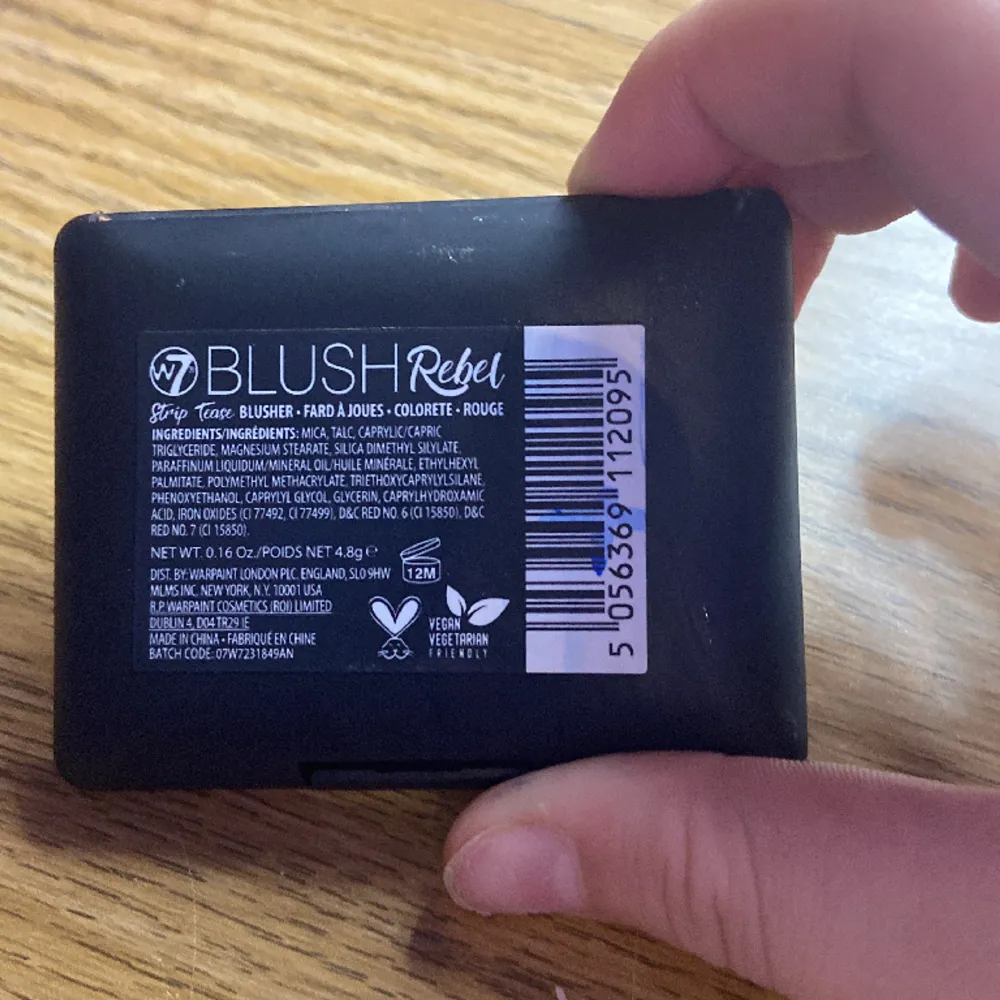 W7 BLUSH Rebel
Strip Tease BLUSHER • FARD À JOUES • COLORETE • ROUGE
INGREDIENTS/INGRÉDIENTS: MICA, TALC, CAPRYLIC/CAPRIC
TRIGLYCERIDE, MAGNESIUM STEARATE, SILICA DIMETHYL SILYLATE,
PARAFFINUM LIQUIDUM/MINERAL OIL/HUILE MINÉRALE, ETHYLHEXYL
PALMITATE, POLYMETHYL METHACRYLATE, TRIETHOXYCAPRYLYLSILANE,
PHENOXYETHANOL, CAPRYLYL GLYCOL, GLYCERIN, CAPRYLHYDROXAMIC
ACID, IRON OXIDES (CI 77492, CI 77499), D&C RED NO. 6 (CI 15850), D&C
RED NO. 7 (CI 15850).
NET WT. 0.16 Oz./POIDS NET 4.8g ℮
12M
DIST. BY: WARPAINT LONDON PLC. ENGLAND, SL0 9HW
MLMS INC. NEW YORK, N.Y. 10001 USA
R.P WARPAINT COSMETICS (ROI) LIMITED
DUBLIN 4, D04 TR29 IE
MADE IN CHINA • FABRIQUÉ EN CHINE
BATCH CODE: 07W7231849AN
VEGAN
VEGETARIAN
FRIENDLY
5 056369 112095